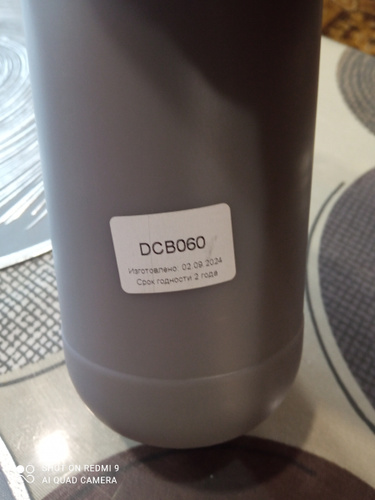 DCB060
Изготовлено: 02.09.2024
Срок годности 2 года
SHOT ON REDMI 9
AI QUAD CAMERA